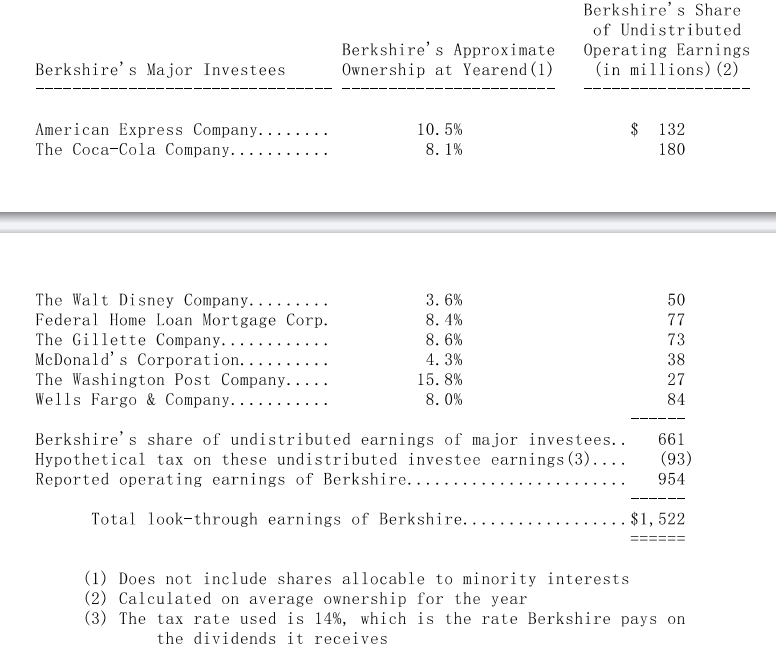 Berkshire's Share
                                                             of Undistributed
                                 Berkshire's Approximate    Operating Earnings
Berkshire's Major Investees      Ownership at Yearend(1)     (in millions)(2)
--------------------------------  -----------------------    ------------------
American Express Company........         10.5%                   $  132
The Coca-Cola Company...........          8.1%                      180
The Walt Disney Company.........          3.6%                       50
Federal Home Loan Mortgage Corp.          8.4%                       77
The Gillette Company............          8.6%                       73
McDonald's Corporation..........          4.3%                       38
The Washington Post Company.....         15.8%                       27
Wells Fargo & Company...........          8.0%                       84
                                                                 ------
Berkshire's share of undistributed earnings of major investees..    661
Hypothetical tax on these undistributed investee earnings(3)....    (93)
Reported operating earnings of Berkshire........................    954
                                                                 ------
      Total look-through earnings of Berkshire..................$1,522
                                                                 ======
(1) Does not include shares allocable to minority interests
(2) Calculated on average ownership for the year
(3) The tax rate used is 14%, which is the rate Berkshire pays on
        the dividends it receives